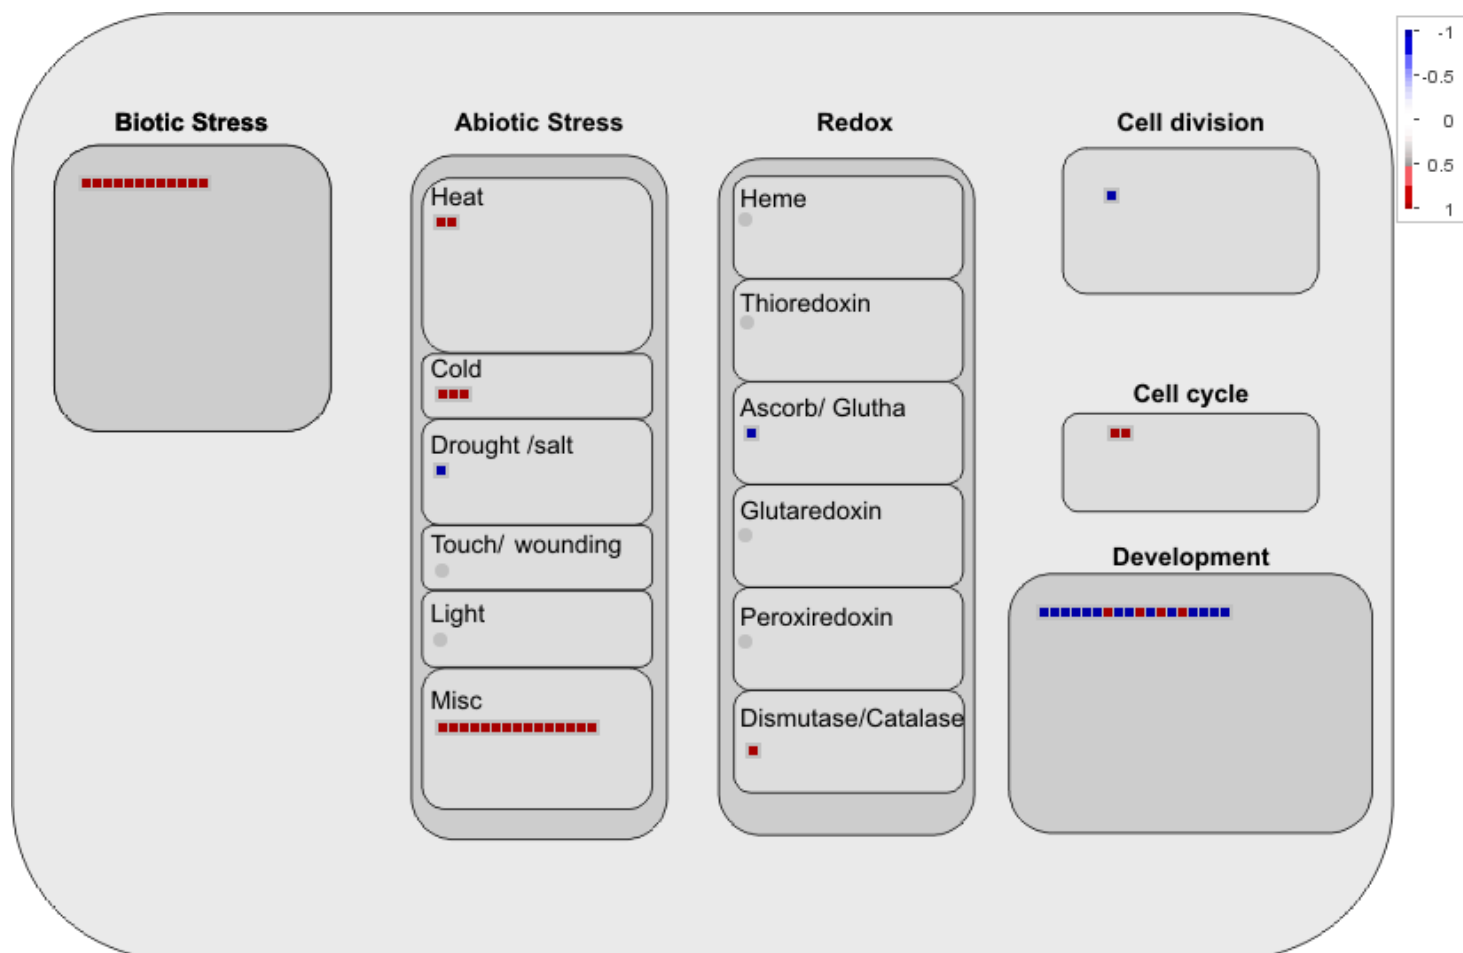 Biotic Stress
Abiotic Stress
Heat
Cold
Drought /salt
Touch/ wounding
Light
Misc
Redox
Heme
Thioredoxin
Ascorb/ Glutha
Glutaredoxin
Peroxiredoxin
Dismutase/Catalase
Cell division
Cell cycle
Development
-1
-0.5
0
0.5
1